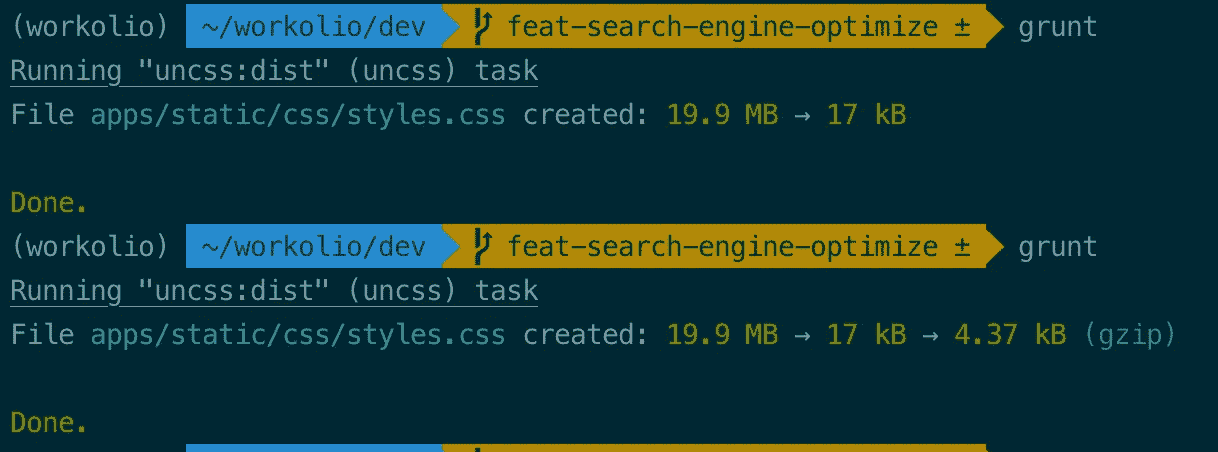 (workolio) ~/workolio/dev feat-search-engine-optimize ± grunt
Running "uncss:dist" (uncss) task
File apps/static/css/styles.css created: 19.9 MB → 17 kB
Done.
(workolio) ~/workolio/dev feat-search-engine-optimize ± grunt
Running "uncss:dist" (uncss) task
File apps/static/css/styles.css created: 19.9 MB → 17 kB → 4.37 kB (gzip)
Done.